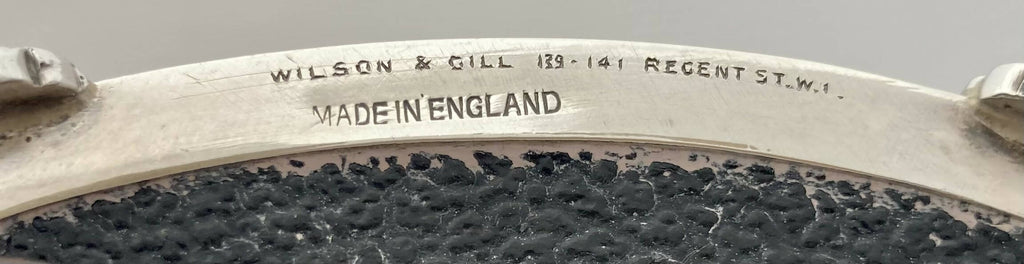 WILSON & GILL 139-141 REGENT ST.W.1.
MADE IN ENGLAND